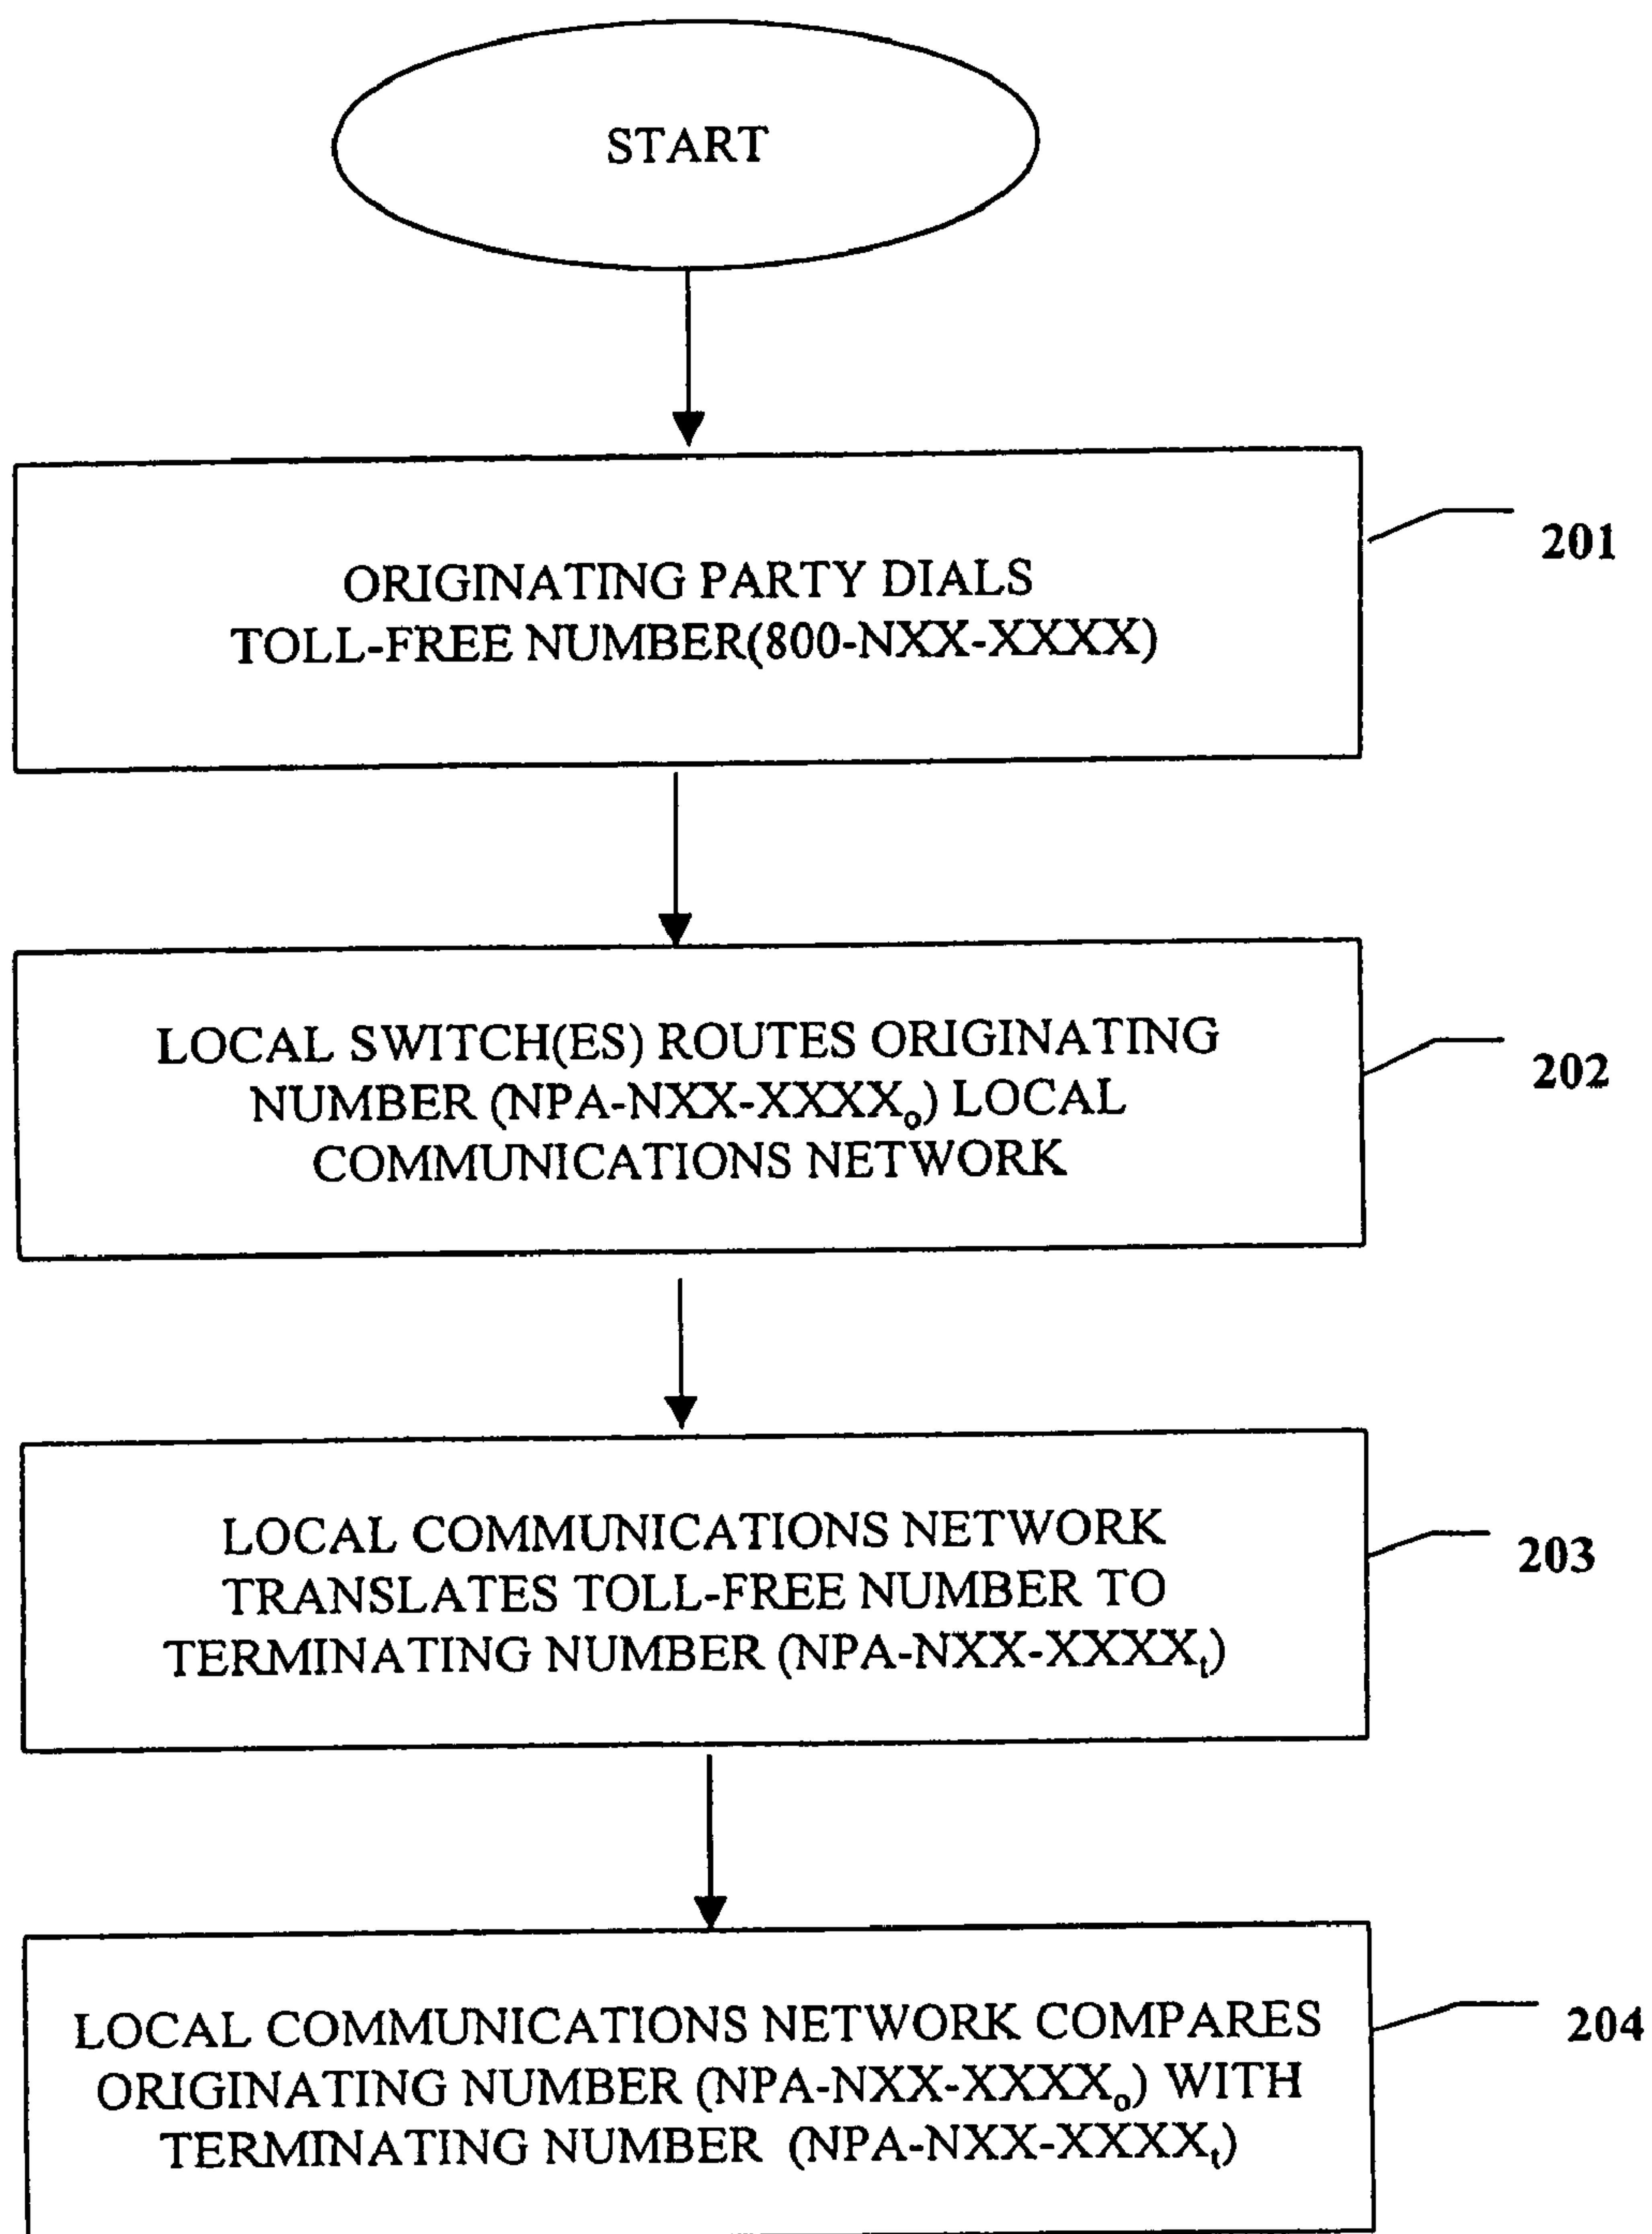 START
ORIGINATING PARTY DIALS
TOLL-FREE NUMBER(800-NXX-XXXX)
201
LOCAL SWITCH(ES) ROUTES ORIGINATING
NUMBER (NPA-NXX-XXXXₒ) LOCAL
COMMUNICATIONS NETWORK
202
LOCAL COMMUNICATIONS NETWORK
TRANSLATES TOLL-FREE NUMBER TO
TERMINATING NUMBER (NPA-NXX-XXXXₜ)
203
LOCAL COMMUNICATIONS NETWORK COMPARES
ORIGINATING NUMBER (NPA-NXX-XXXXₒ) WITH
TERMINATING NUMBER (NPA-NXX-XXXXₜ)
204